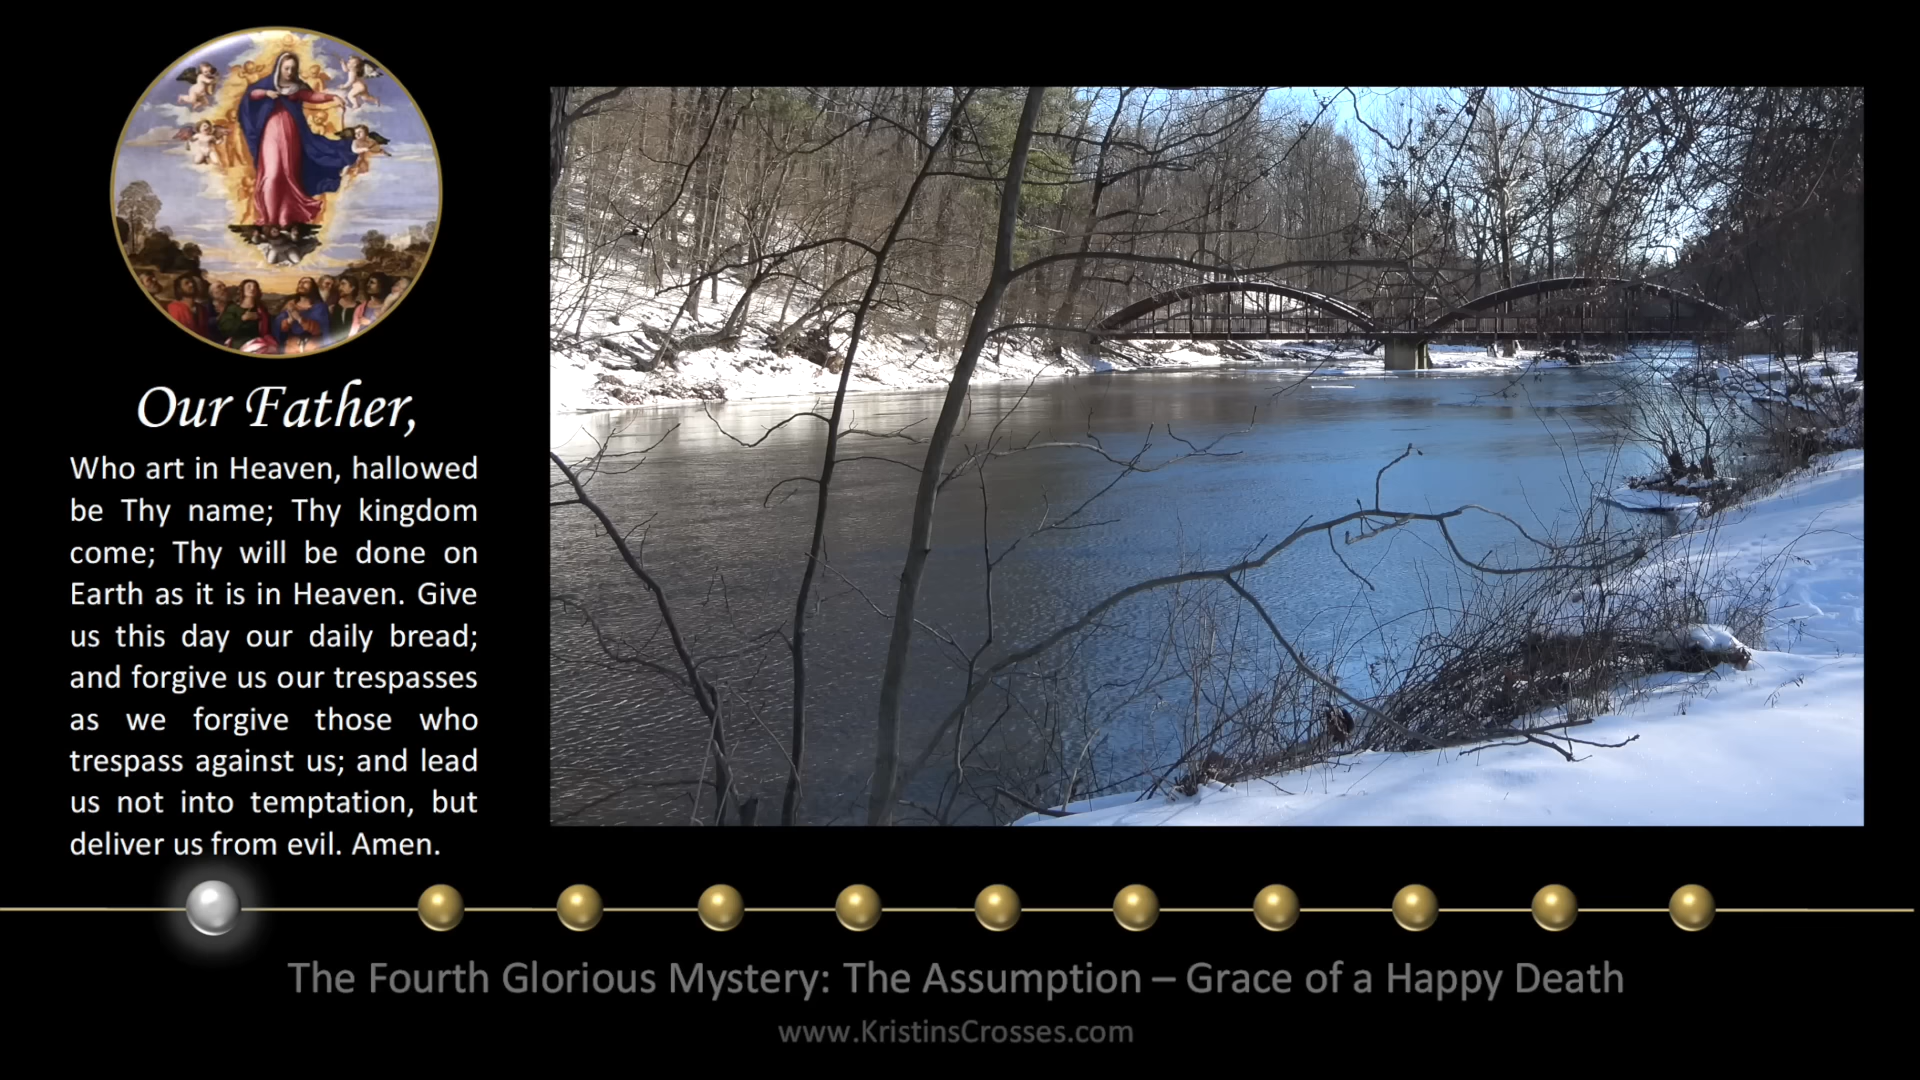 Our Father,
Who art in Heaven, hallowed
be Thy name; Thy kingdom
come; Thy will be done on
Earth as it is in Heaven. Give
us this day our daily bread;
and forgive us our trespasses
as we forgive those who
trespass against us; and lead
us not into temptation, but
deliver us from evil. Amen.
The Fourth Glorious Mystery: The Assumption – Grace of a Happy Death
www.KristinsCrosses.com